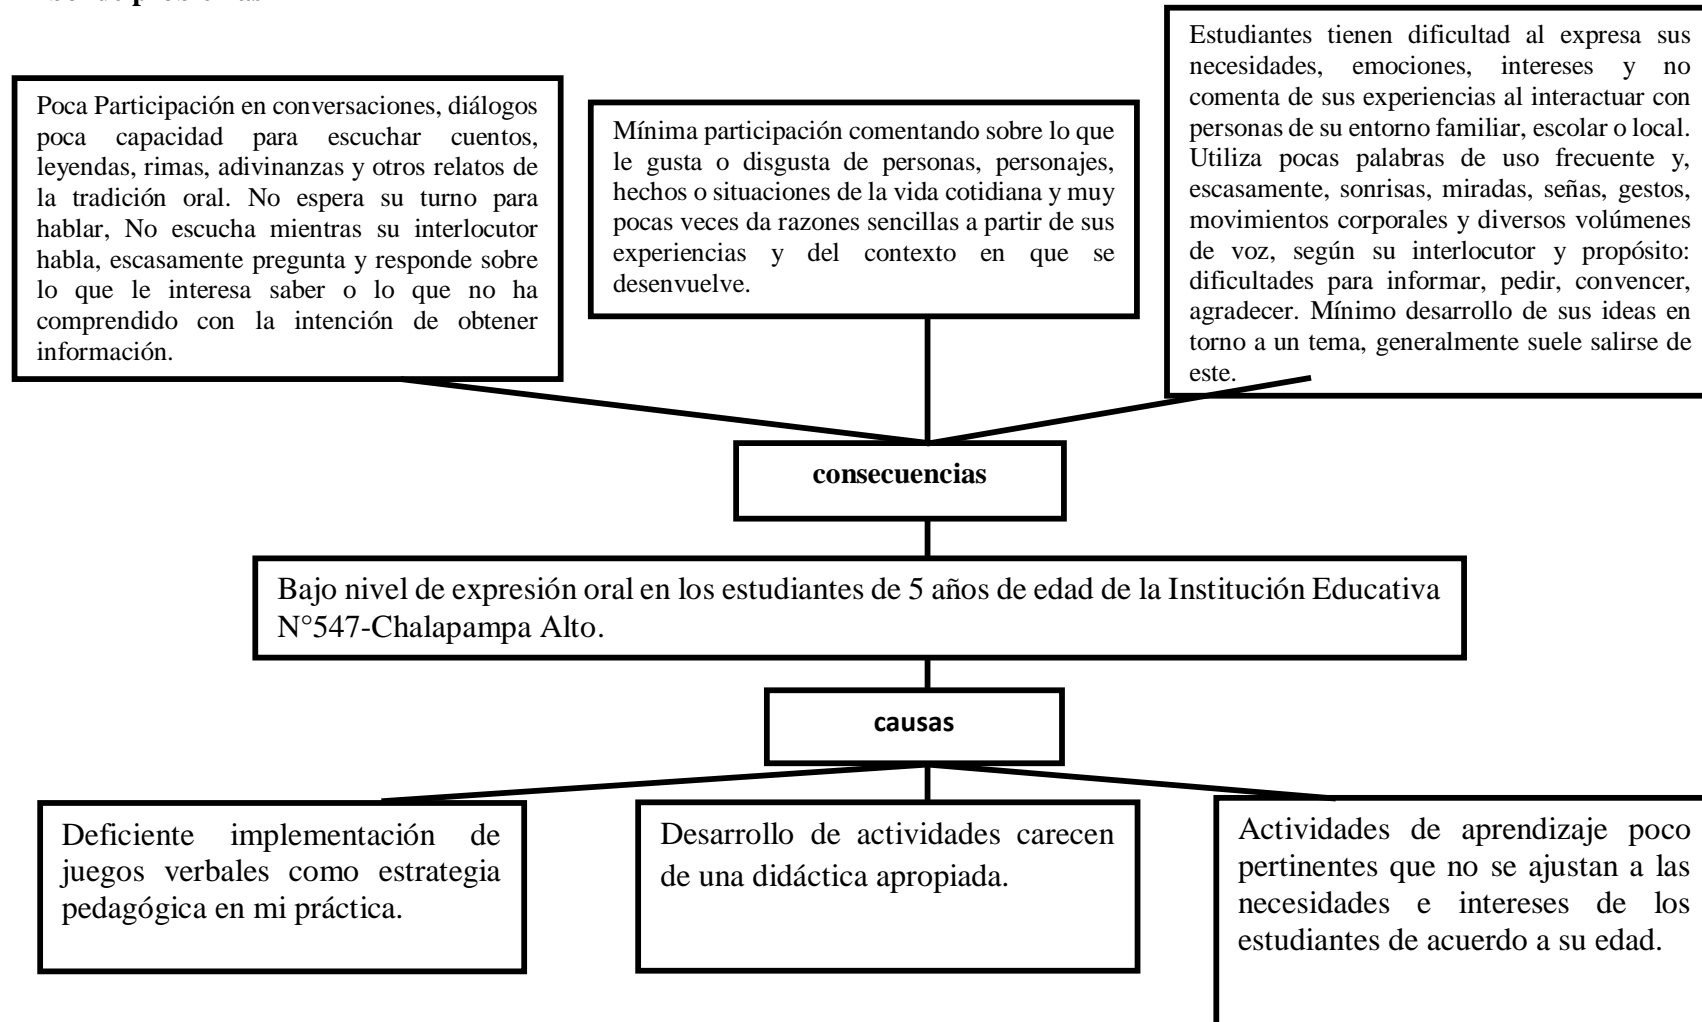 Poca Participación en conversaciones, diálogos
poca capacidad para escuchar cuentos,
leyendas, rimas, adivinanzas y otros relatos de
la tradición oral. No espera su turno para
hablar, No escucha mientras su interlocutor
habla, escasamente pregunta y responde sobre
lo que le interesa saber o lo que no ha
comprendido con la intención de obtener
información.
Mínima participación comentando sobre lo que
le gusta o disgusta de personas, personajes,
hechos o situaciones de la vida cotidiana y muy
pocas veces da razones sencillas a partir de sus
experiencias y del contexto en que se
desenvuelve.
Estudiantes tienen dificultad al expresa sus
necesidades, emociones, intereses y no
comenta de sus experiencias al interactuar con
personas de su entorno familiar, escolar o local.
Utiliza pocas palabras de uso frecuente y,
escasamente, sonrisas, miradas, señas, gestos,
movimientos corporales y diversos volúmenes
de voz, según su interlocutor y propósito:
dificultades para informar, pedir, convencer,
agradecer. Mínimo desarrollo de sus ideas en
torno a un tema, generalmente suele salirse de
este.
consecuencias
Bajo nivel de expresión oral en los estudiantes de 5 años de edad de la Institución Educativa
N°547-Chalapampa Alto.
causas
Deficiente implementación de
juegos verbales como estrategia
pedagógica en mi práctica.
Desarrollo de actividades carecen
de una didáctica apropiada.
Actividades de aprendizaje poco
pertinentes que no se ajustan a las
necesidades e intereses de los
estudiantes de acuerdo a su edad.